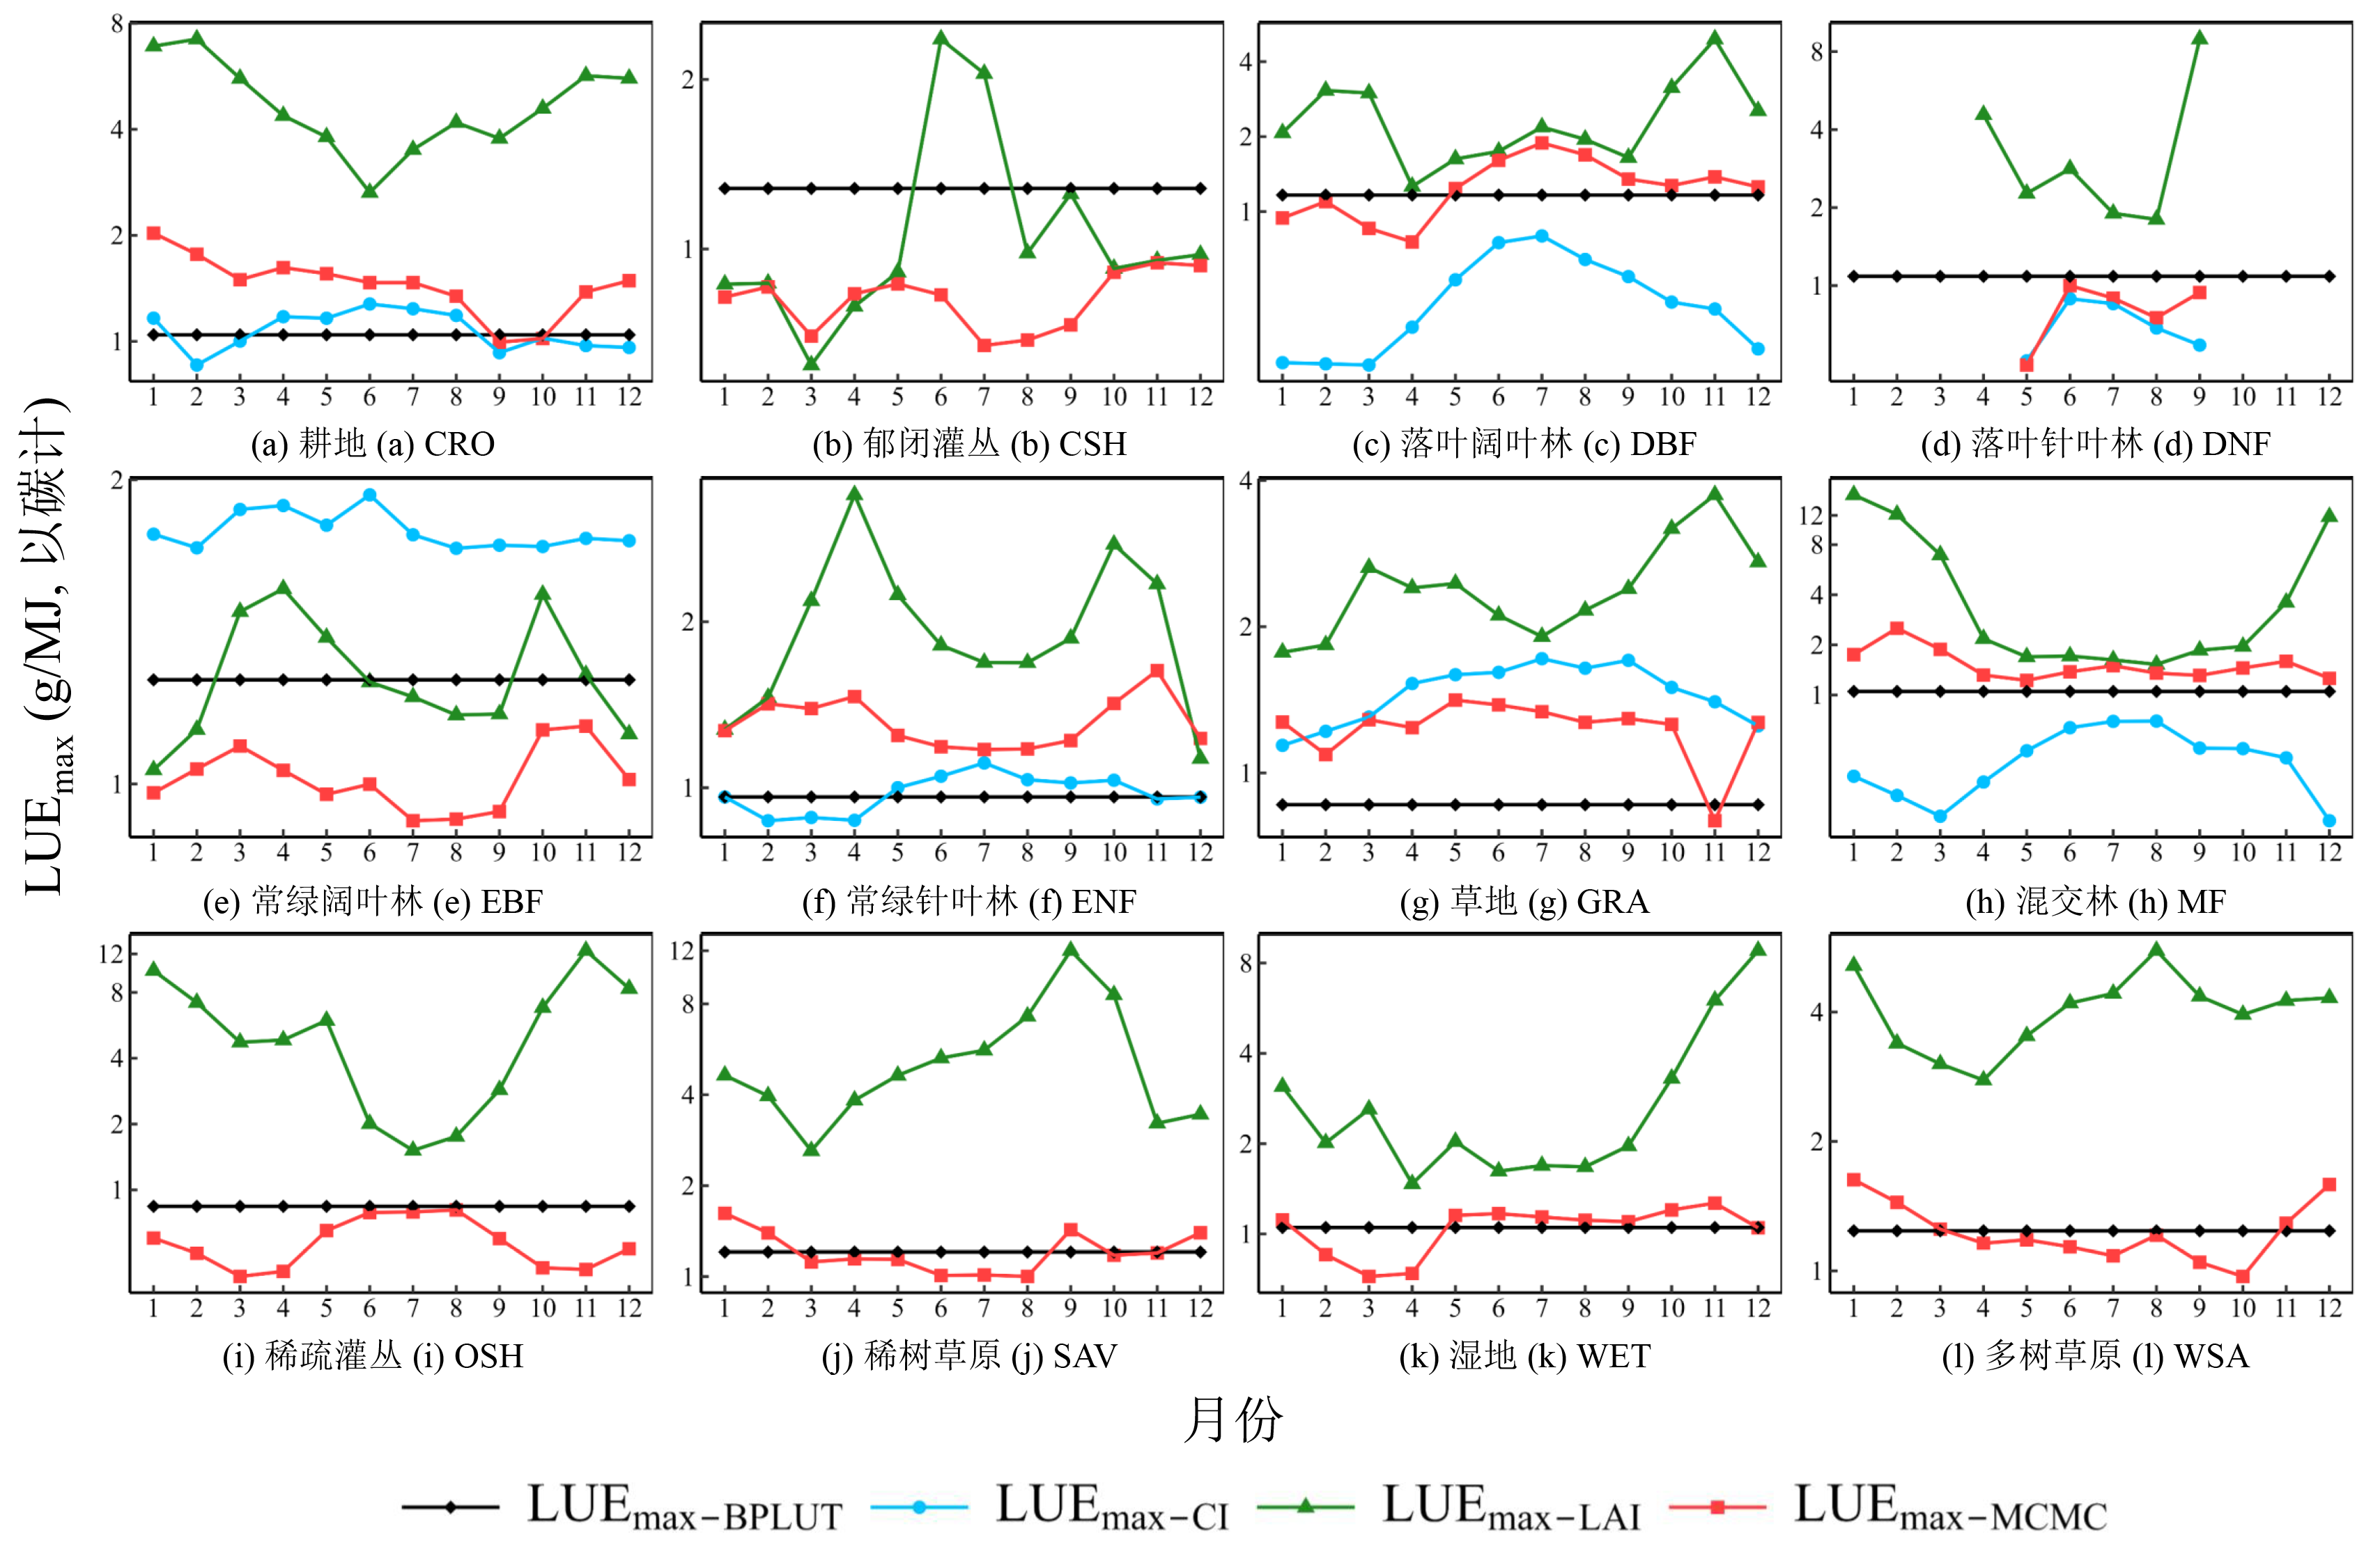 LUEmax (g/MJ, 以碳计)
8
4
2
1
1 2 3 4 5 6 7 8 9 10 11 12
(a) 耕地 (a) CRO
2
1
1 2 3 4 5 6 7 8 9 10 11 12
(b) 郁闭灌丛 (b) CSH
4
2
1
1 2 3 4 5 6 7 8 9 10 11 12
(c) 落叶阔叶林 (c) DBF
8
4
2
1
1 2 3 4 5 6 7 8 9 10 11 12
(d) 落叶针叶林 (d) DNF
2
1
1 2 3 4 5 6 7 8 9 10 11 12
(e) 常绿阔叶林 (e) EBF
2
1
1 2 3 4 5 6 7 8 9 10 11 12
(f) 常绿针叶林 (f) ENF
4
2
1
1 2 3 4 5 6 7 8 9 10 11 12
(g) 草地 (g) GRA
12
8
4
2
1
1 2 3 4 5 6 7 8 9 10 11 12
(h) 混交林 (h) MF
12
8
4
2
1
1 2 3 4 5 6 7 8 9 10 11 12
(i) 稀疏灌丛 (i) OSH
12
8
4
2
1
1 2 3 4 5 6 7 8 9 10 11 12
(j) 稀树草原 (j) SAV
8
4
2
1
1 2 3 4 5 6 7 8 9 10 11 12
(k) 湿地 (k) WET
4
2
1
1 2 3 4 5 6 7 8 9 10 11 12
(l) 多树草原 (l) WSA
月份
LUEmax−BPLUT LUEmax−CI LUEmax−LAI LUEmax−MCMC